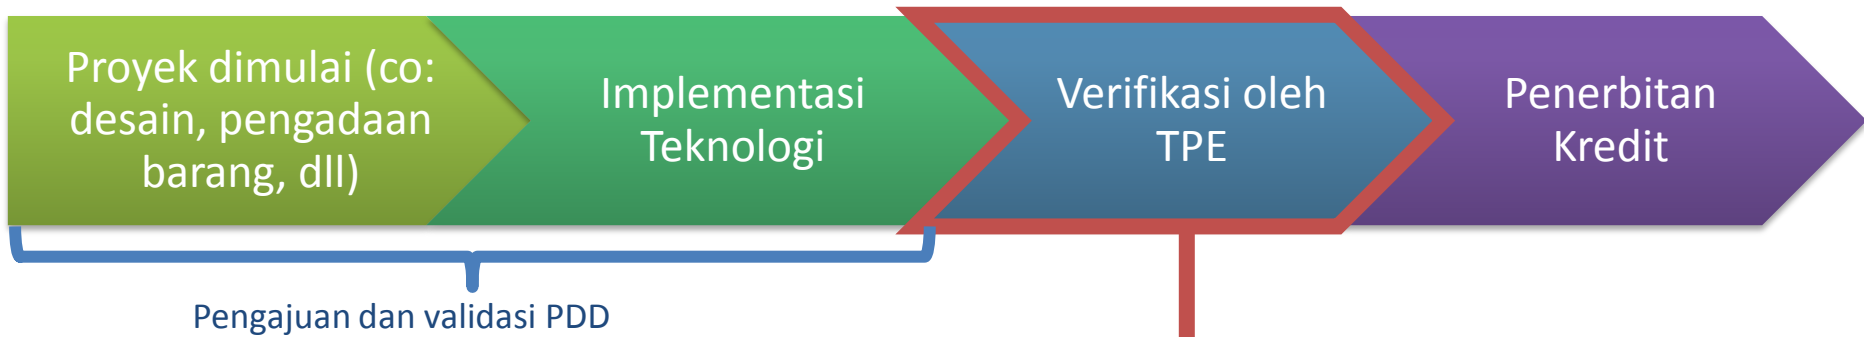 Proyek dimulai (co:
desain, pengadaan
barang, dll)
Implementasi
Teknologi
Verifikasi oleh
TPE
Penerbitan
Kredit
Pengajuan dan validasi PDD